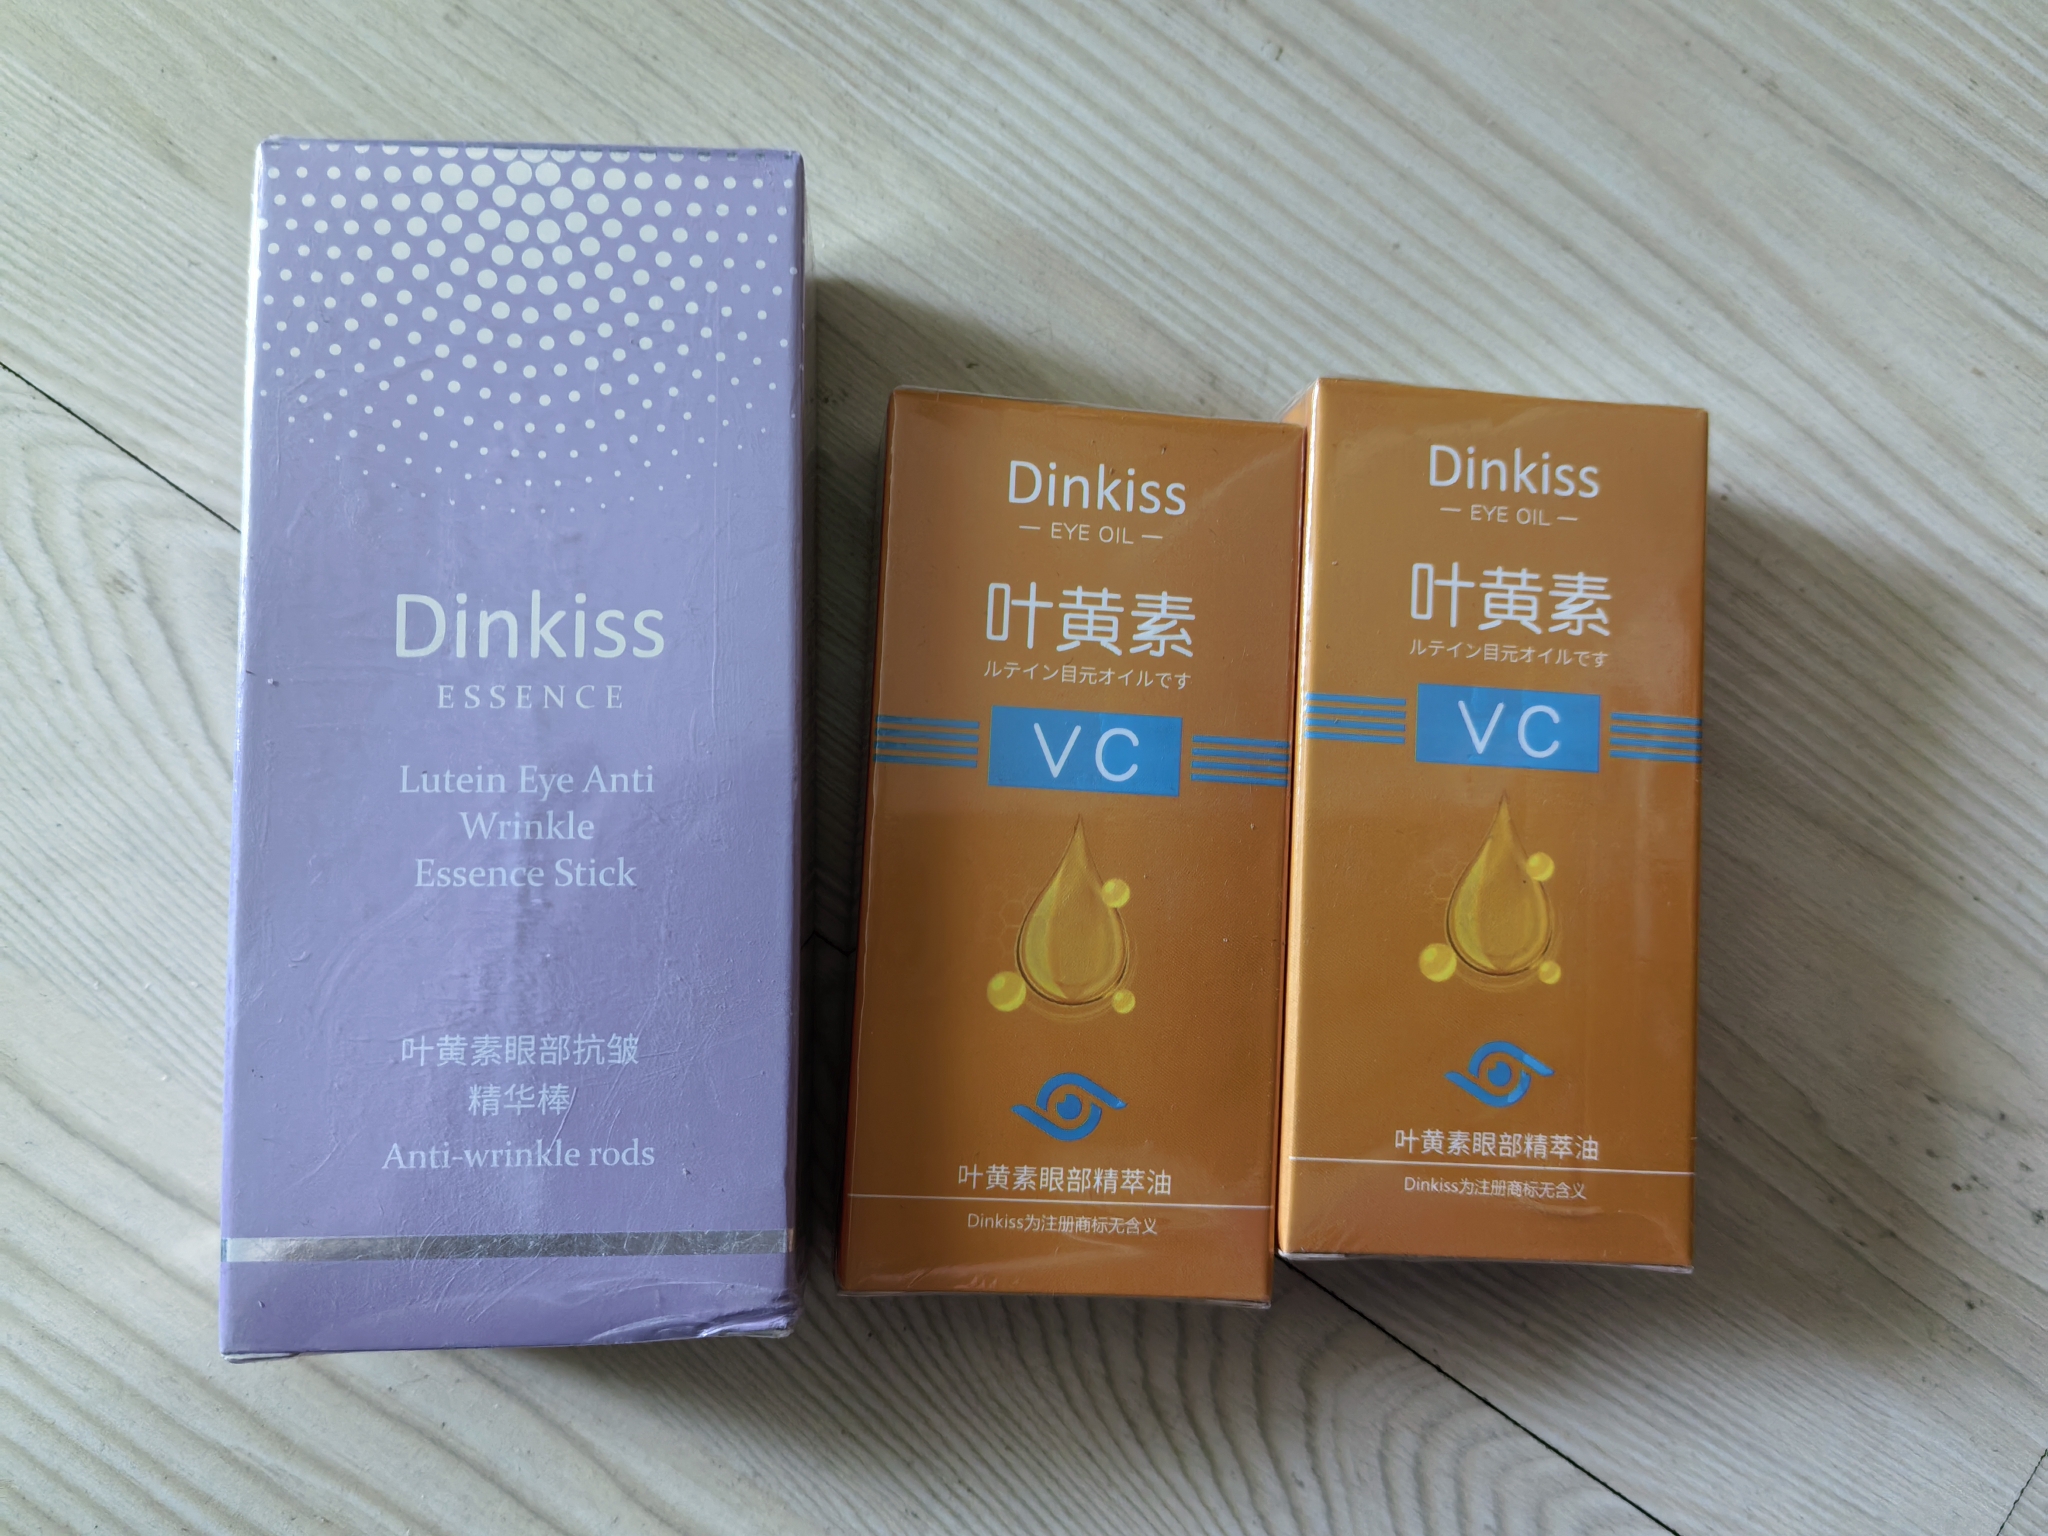 Dinkiss
ESSENCE
Lutein Eye Anti
Wrinkle
Essence Stick
叶黄素眼部抗皱
精华棒
Anti-wrinkle rods
Dinkiss
EYE OIL
叶黄素
ルテイン目元オイルです
VC
叶黄素眼部精萃油
Dinkiss为注册商标无含义
Dinkiss
EYE OIL
叶黄素
ルテイン目元オイルです
VC
叶黄素眼部精萃油
Dinkiss为注册商标无含义